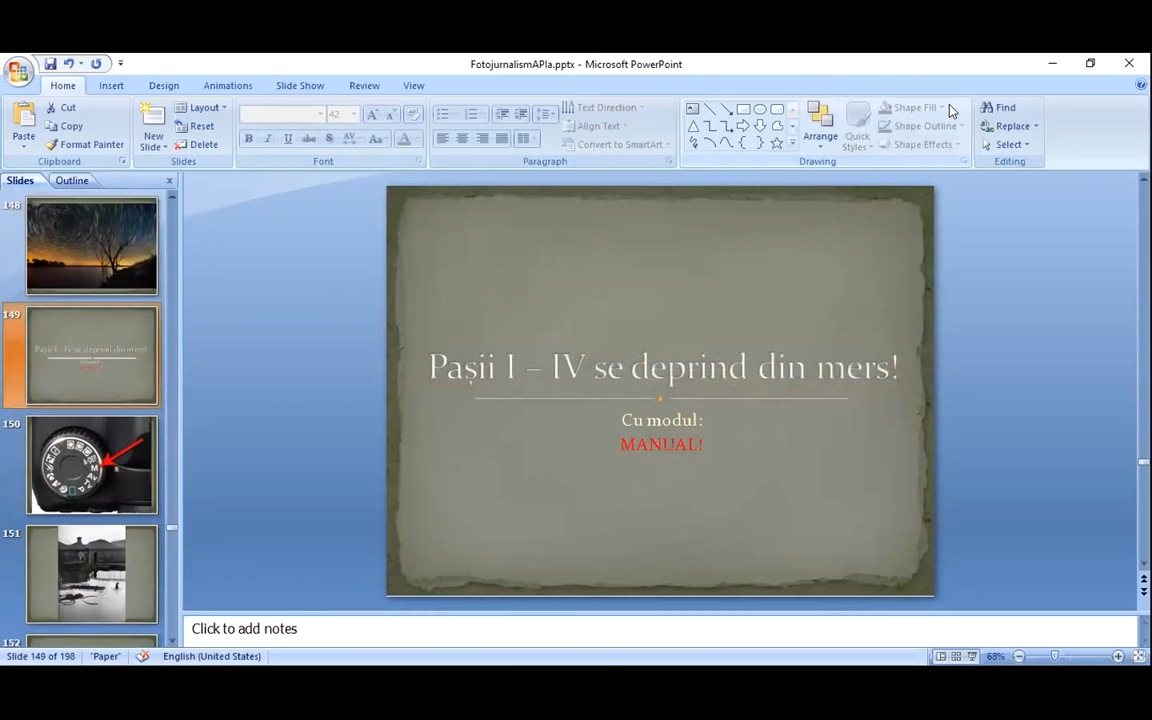 FotojurnalismAPIa.pptx - Microsoft PowerPoint
Home Insert Design Animations Slide Show Review View
Cut
Copy
Format Painter
Paste
Clipboard
New Slide
Layout
Reset
Delete
Slides
42
Font
Text Direction
Align Text
Convert to SmartArt
Paragraph
Arrange
Quick Styles
Shape Fill
Shape Outline
Shape Effects
Drawing
Find
Replace
Select
Editing
Slides Outline
148
149
150
151
152
Pașii I – IV se deprind din mers!
Cu modul:
MANUAL!
Click to add notes
Slide 149 of 198 "Paper" English (United States) 68%